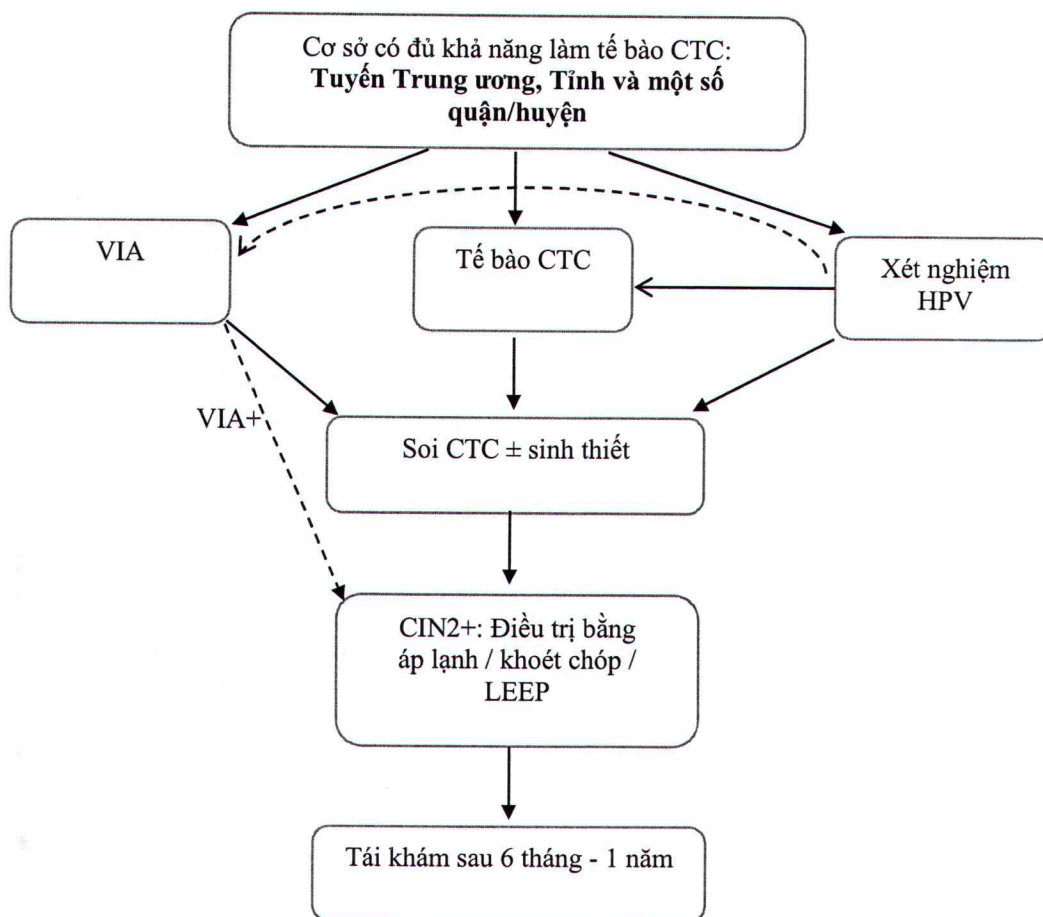 Cơ sở có đủ khả năng làm tế bào CTC:
Tuyến Trung ương, Tỉnh và một số
quận/huyện
VIA
Tế bào CTC
Xét nghiệm
HPV
VIA+
Soi CTC ± sinh thiết
CIN2+: Điều trị bằng
áp lạnh / khoét chóp /
LEEP
Tái khám sau 6 tháng - 1 năm